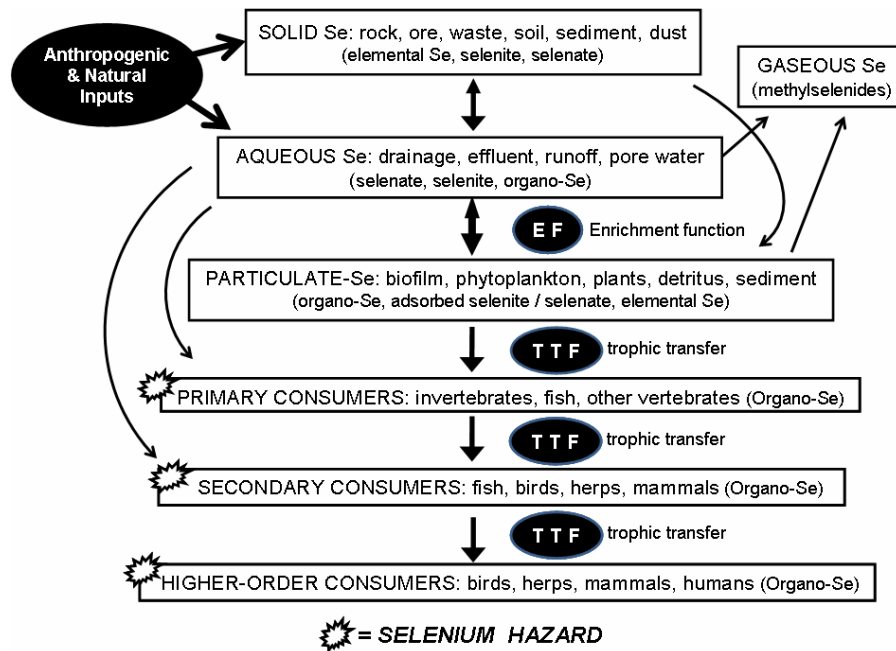 Anthropogenic
& Natural
Inputs
SOLID Se: rock, ore, waste, soil, sediment, dust
(elemental Se, selenite, selenate)
GASEOUS Se
(methylselenides)
AQUEOUS Se: drainage, effluent, runoff, pore water
(selenate, selenite, organo-Se)
E F Enrichment function
PARTICULATE-Se: biofilm, phytoplankton, plants, detritus, sediment
(organo-Se, adsorbed selenite / selenate, elemental Se)
T T F trophic transfer
PRIMARY CONSUMERS: invertebrates, fish, other vertebrates (Organo-Se)
T T F trophic transfer
SECONDARY CONSUMERS: fish, birds, herps, mammals (Organo-Se)
T T F trophic transfer
HIGHER-ORDER CONSUMERS: birds, herps, mammals, humans (Organo-Se)
= SELENIUM HAZARD